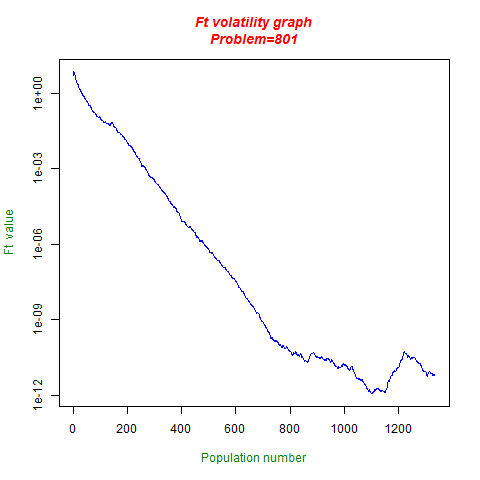 Ft volatility graph
Problem=801
1e+00
1e-03
1e-06
1e-09
1e-12
Ft value
0 200 400 600 800 1000 1200
Population number